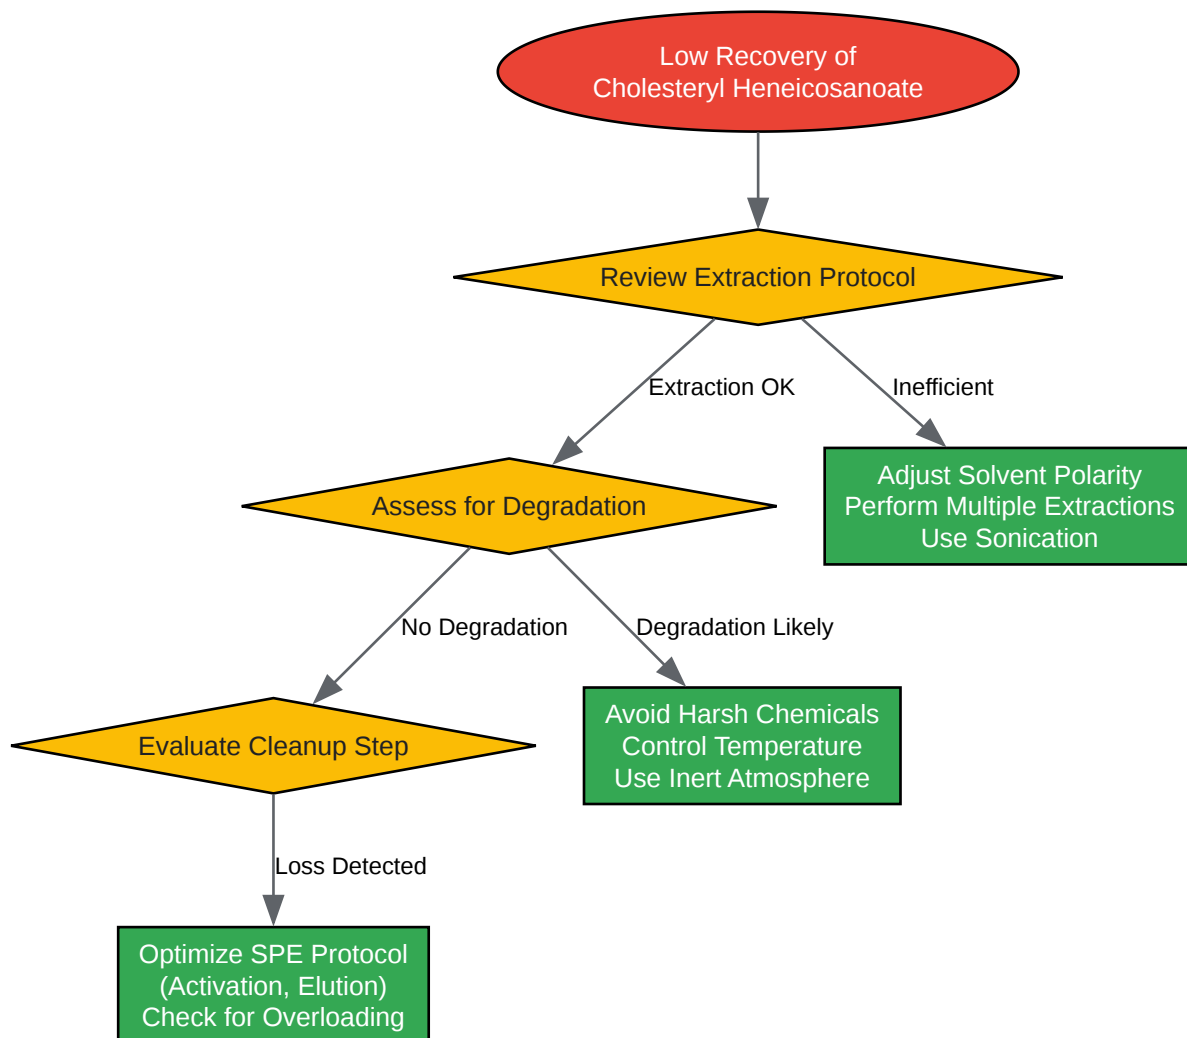 Low Recovery of
Cholesteryl Heneicosanoate
Review Extraction Protocol
Extraction OK
Inefficient
Adjust Solvent Polarity
Perform Multiple Extractions
Use Sonication
Assess for Degradation
No Degradation
Degradation Likely
Avoid Harsh Chemicals
Control Temperature
Use Inert Atmosphere
Evaluate Cleanup Step
Loss Detected
Optimize SPE Protocol
(Activation, Elution)
Check for Overloading